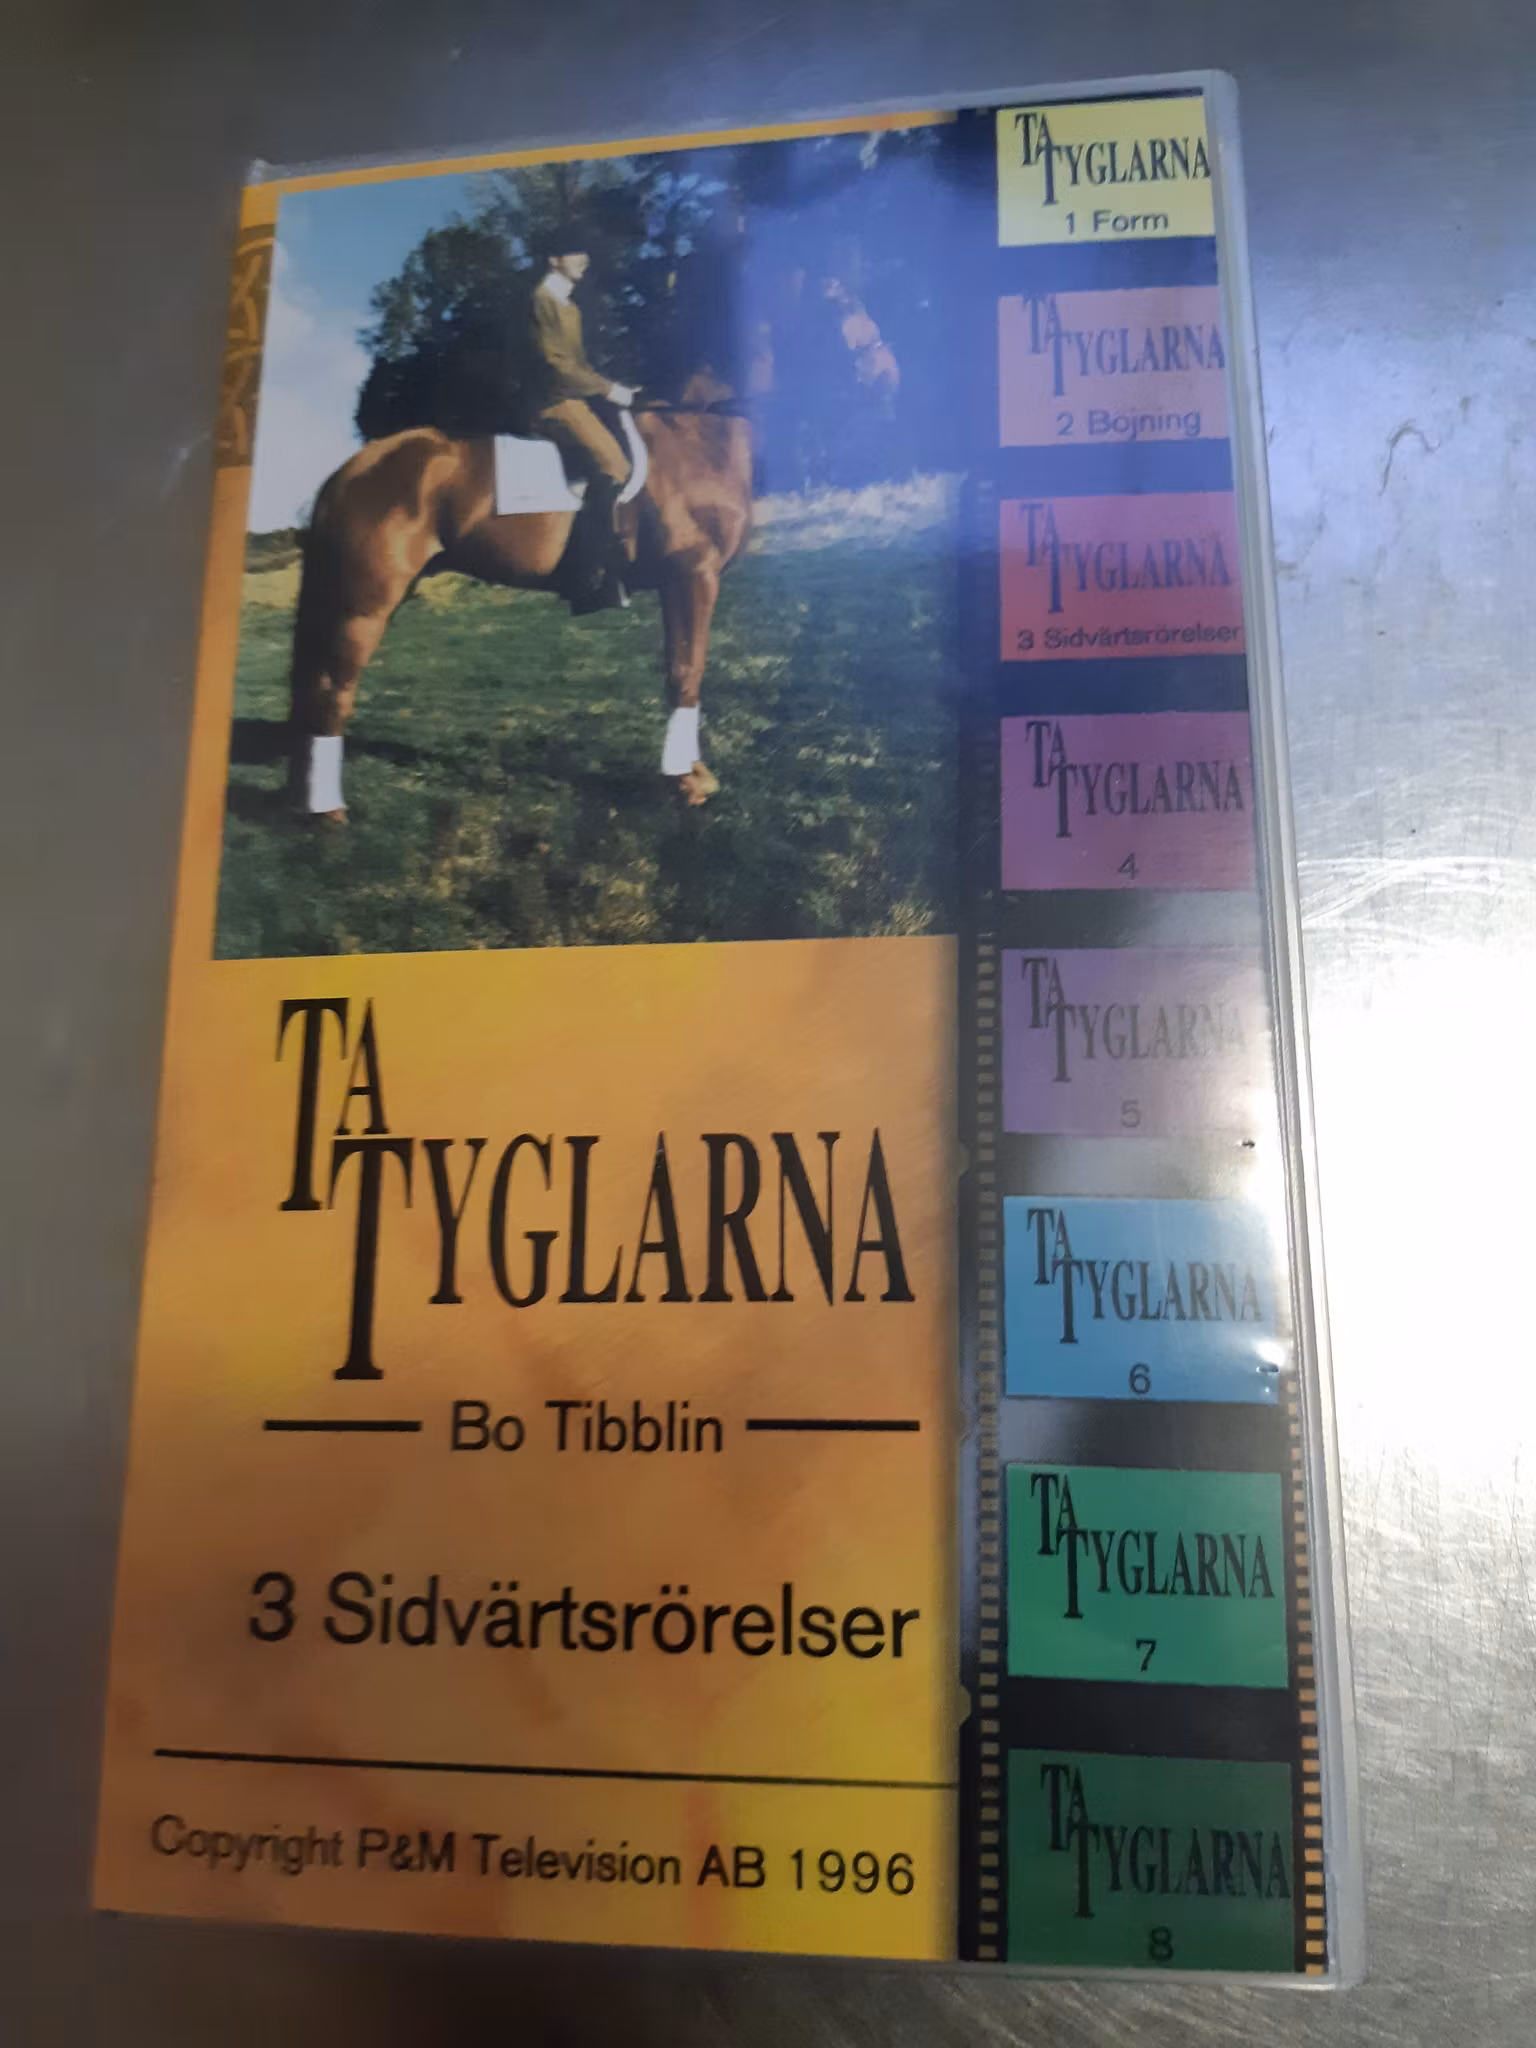 TA
TYGLARNA
Bo Tibblin
3 Sidvärtsrörelser
Copyright P&M Television AB 1996
TA
TYGLARNA
1 Form
TA
TYGLARNA
2 Böjning
TA
TYGLARNA
3 Sidvärtsrörelser
TA
TYGLARNA
4
TA
TYGLARNA
5
TA
TYGLARNA
6
TA
TYGLARNA
7
TA
TYGLARNA
8